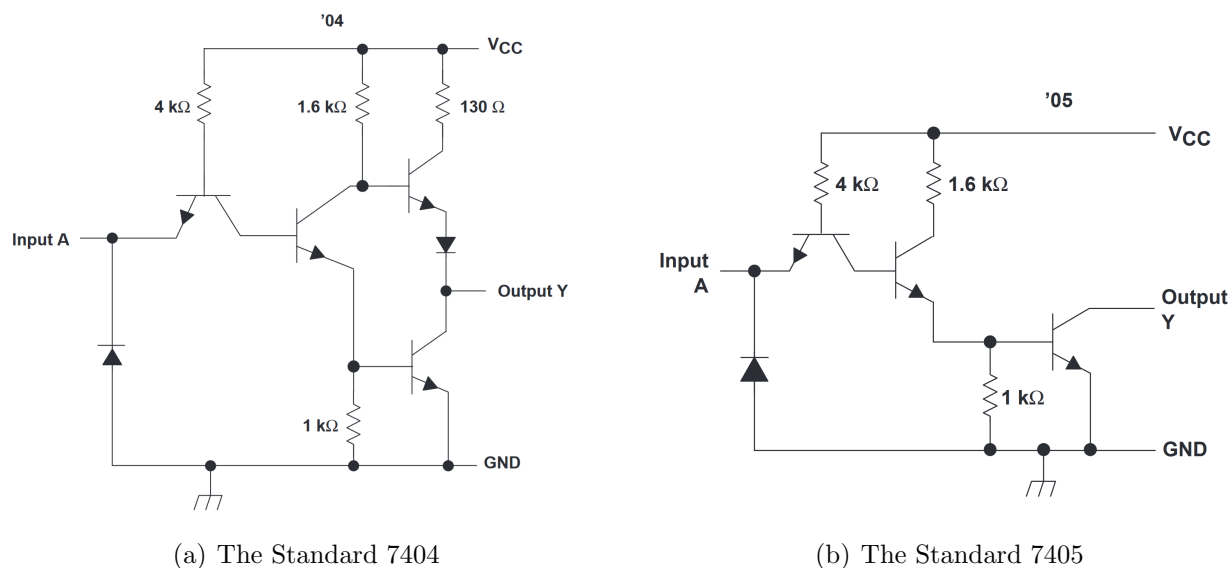 '04
VCC
4 kΩ
1.6 kΩ
130 Ω
Input A
Output Y
1 kΩ
GND
(a) The Standard 7404
'05
VCC
4 kΩ
1.6 kΩ
Input
A
Output
Y
1 kΩ
GND
(b) The Standard 7405